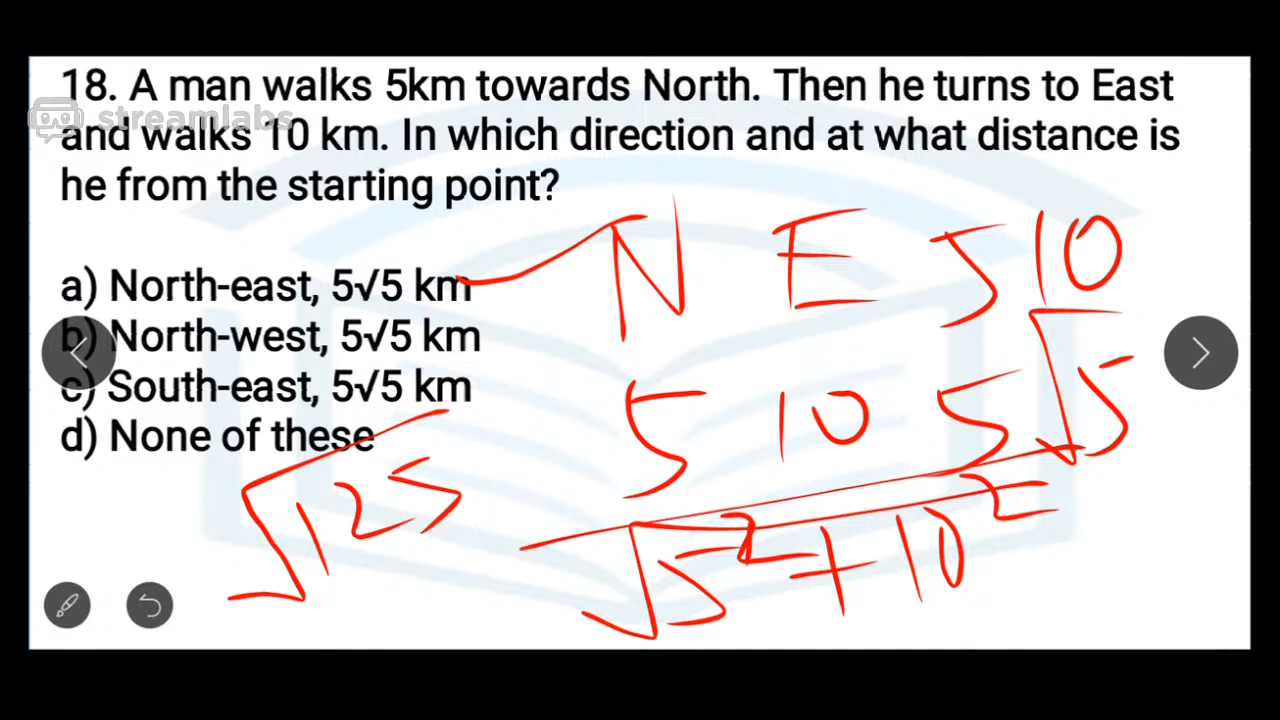 18. A man walks 5km towards North. Then he turns to East
streamlabs
and walks 10 km. In which direction and at what distance is
he from the starting point?
N E 5 10
a) North-east, 5√5 km
b) North-west, 5√5 km
c) South-east, 5√5 km
5 10 5√5
d) None of these
√125
√5²+10²